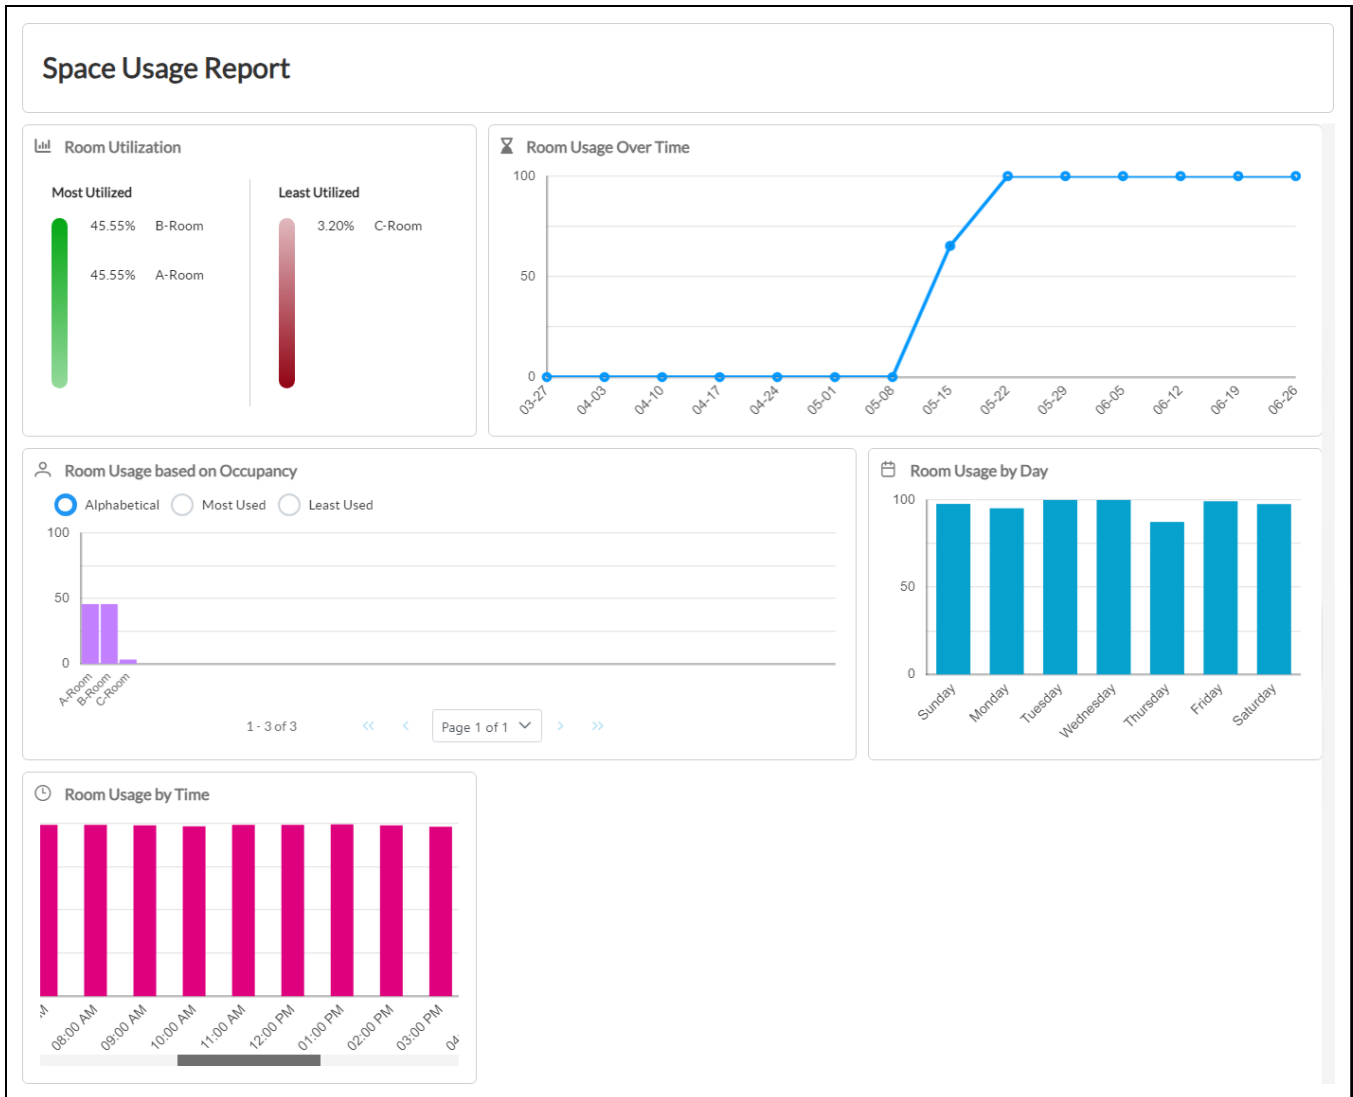 Space Usage Report
Room Utilization
Most Utilized
45.55% B-Room
45.55% A-Room
Least Utilized
3.20% C-Room
Room Usage Over Time
100
50
0
03-27 04-03 04-10 04-17 04-24 05-01 05-08 05-15 05-22 05-29 06-05 06-12 06-19 06-26
Room Usage based on Occupancy
Alphabetical Most Used Least Used
100
50
0
A-Room B-Room C-Room
1 - 3 of 3 << < Page 1 of 1 > >>
Room Usage by Day
100
50
0
Sunday Monday Tuesday Wednesday Thursday Friday Saturday
Room Usage by Time
M 08:00 AM 09:00 AM 10:00 AM 11:00 AM 12:00 PM 01:00 PM 02:00 PM 03:00 PM 04: